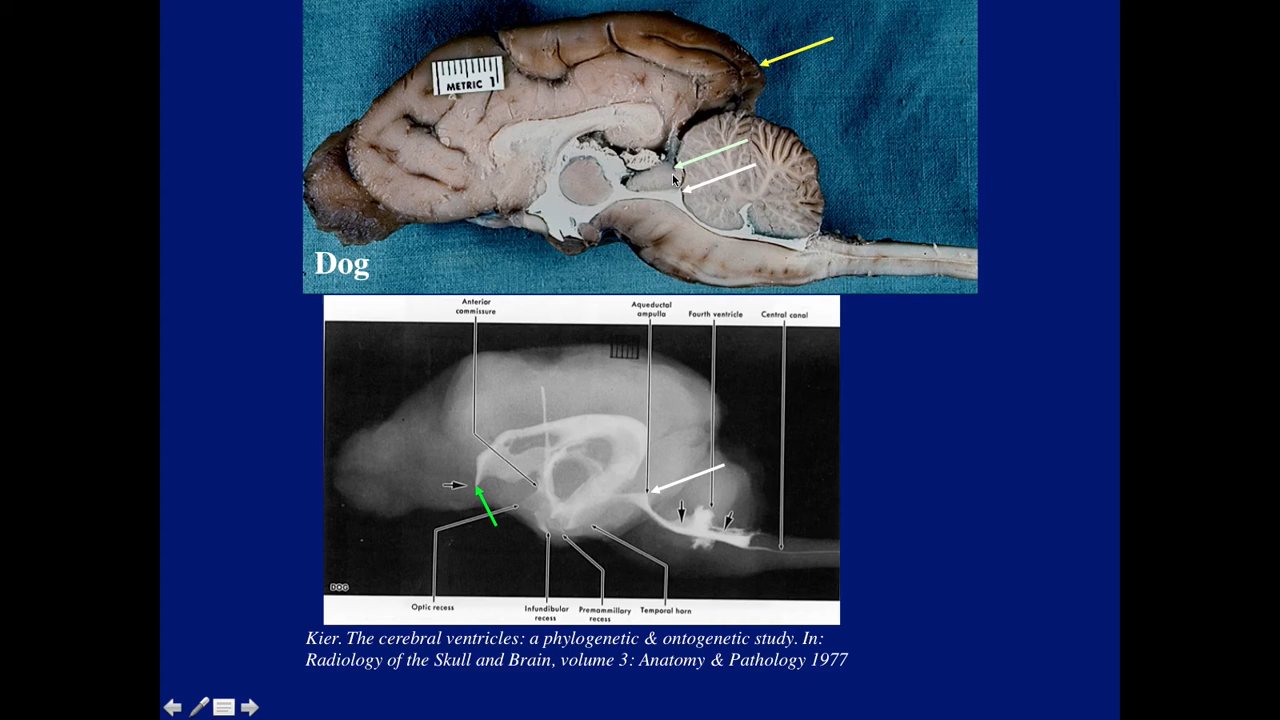 METRIC 1
Dog
Anterior
commissure
Aqueductal
ampulla
Fourth ventricle
Central canal
DOG
Optic recess
Infundibular
recess
Premammillary
recess
Temporal horn
Kier. The cerebral ventricles: a phylogenetic & ontogenetic study. In:
Radiology of the Skull and Brain, volume 3: Anatomy & Pathology 1977